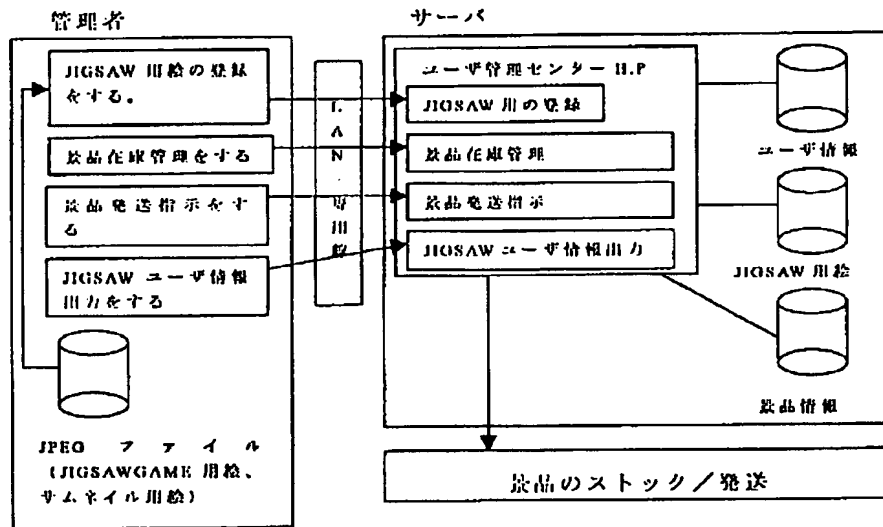 管理者
JIGSAW 用絵の登録
をする。
景品在庫管理をする
景品発送指示をす
る
JIGSAW ユーザ情報
出力をする
JPEG ファイル
(JIGSAWGAME 用絵、
サムネイル用絵)
LAN・専用線
サーバ
ユーザ管理センターH.P
JIGSAW 用の登録
景品在庫管理
景品発送指示
JIGSAW ユーザ情報出力
ユーザ情報
JIGSAW 用絵
景品情報
景品のストック/発送